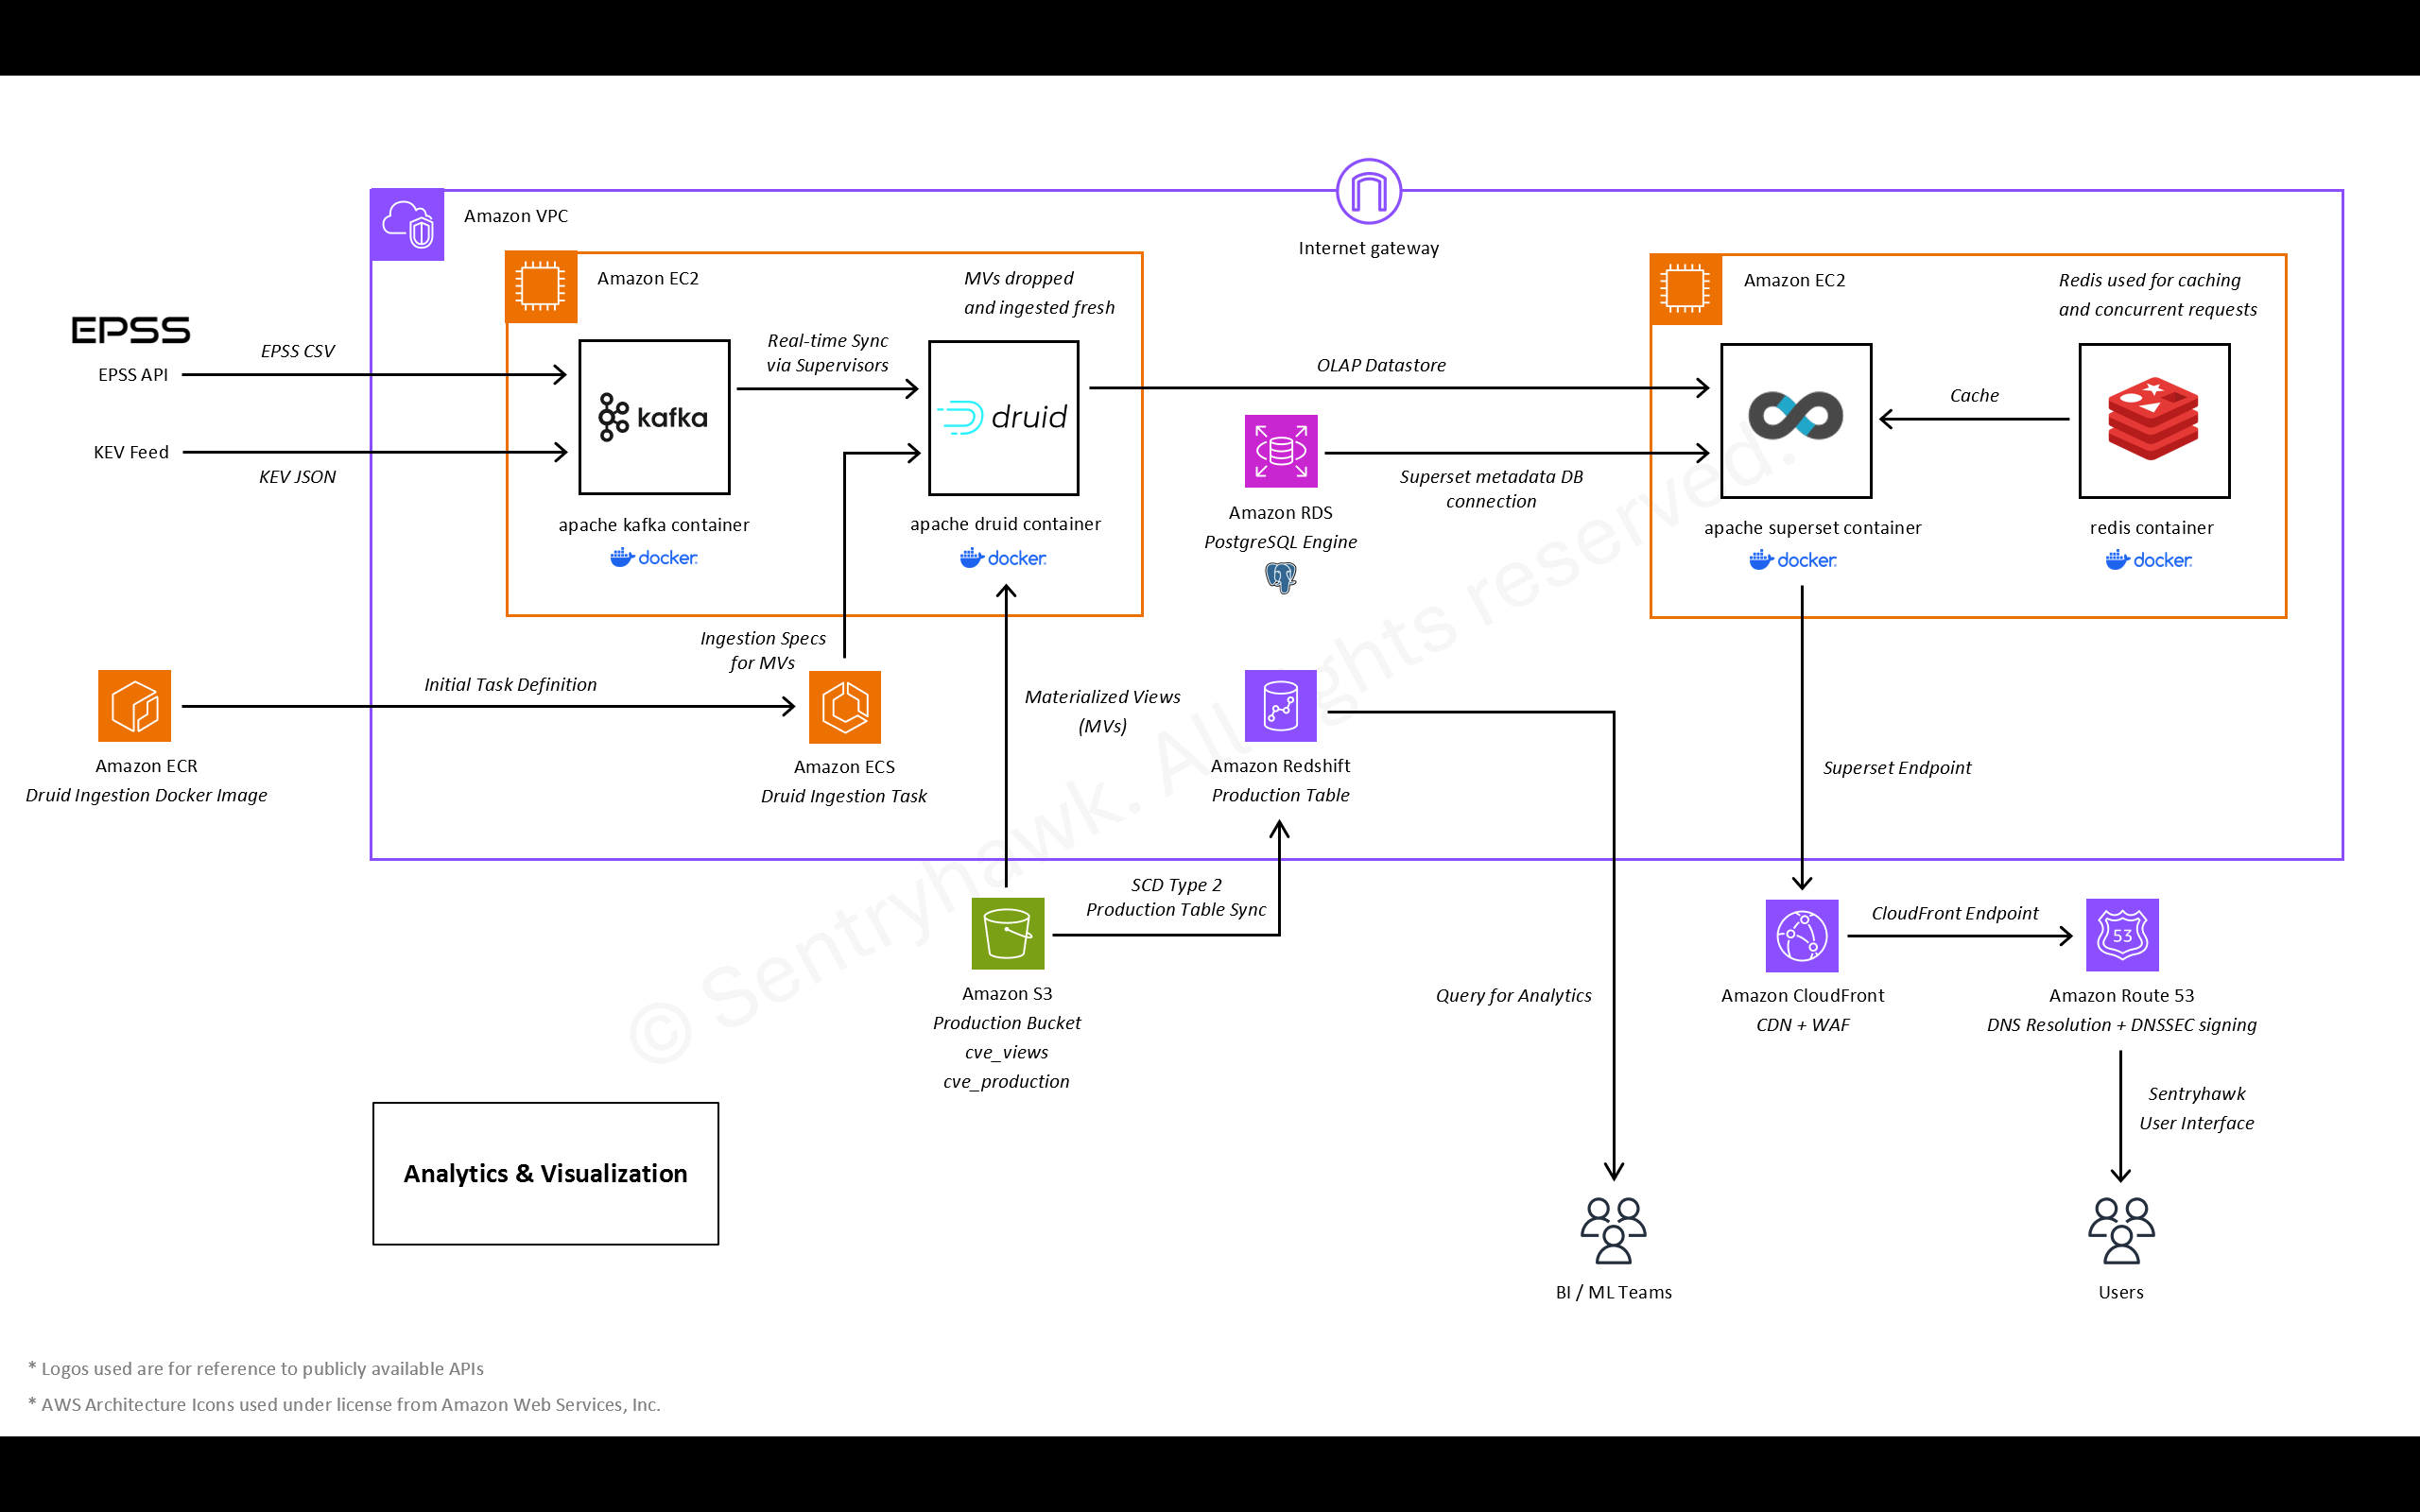 Amazon VPC
Internet gateway
Amazon EC2
MVs dropped
and ingested fresh
Amazon EC2
Redis used for caching
and concurrent requests
EPSS
EPSS API
EPSS CSV
KEV Feed
KEV JSON
kafka
apache kafka container
docker
Real-time Sync
via Supervisors
druid
apache druid container
docker
OLAP Datastore
Amazon RDS
PostgreSQL Engine
Superset metadata DB
connection
apache superset container
docker
Cache
redis container
docker
Ingestion Specs
for MVs
Amazon ECR
Druid Ingestion Docker Image
Initial Task Definition
Amazon ECS
Druid Ingestion Task
Materialized Views
(MVs)
Amazon Redshift
Production Table
Superset Endpoint
SCD Type 2
Production Table Sync
Amazon S3
Production Bucket
cve_views
cve_production
Query for Analytics
Amazon CloudFront
CDN + WAF
CloudFront Endpoint
53
Amazon Route 53
DNS Resolution + DNSSEC signing
Sentryhawk
User Interface
Analytics & Visualization
BI / ML Teams
Users
© Sentryhawk. All rights reserved.
* Logos used are for reference to publicly available APIs
* AWS Architecture Icons used under license from Amazon Web Services, Inc.